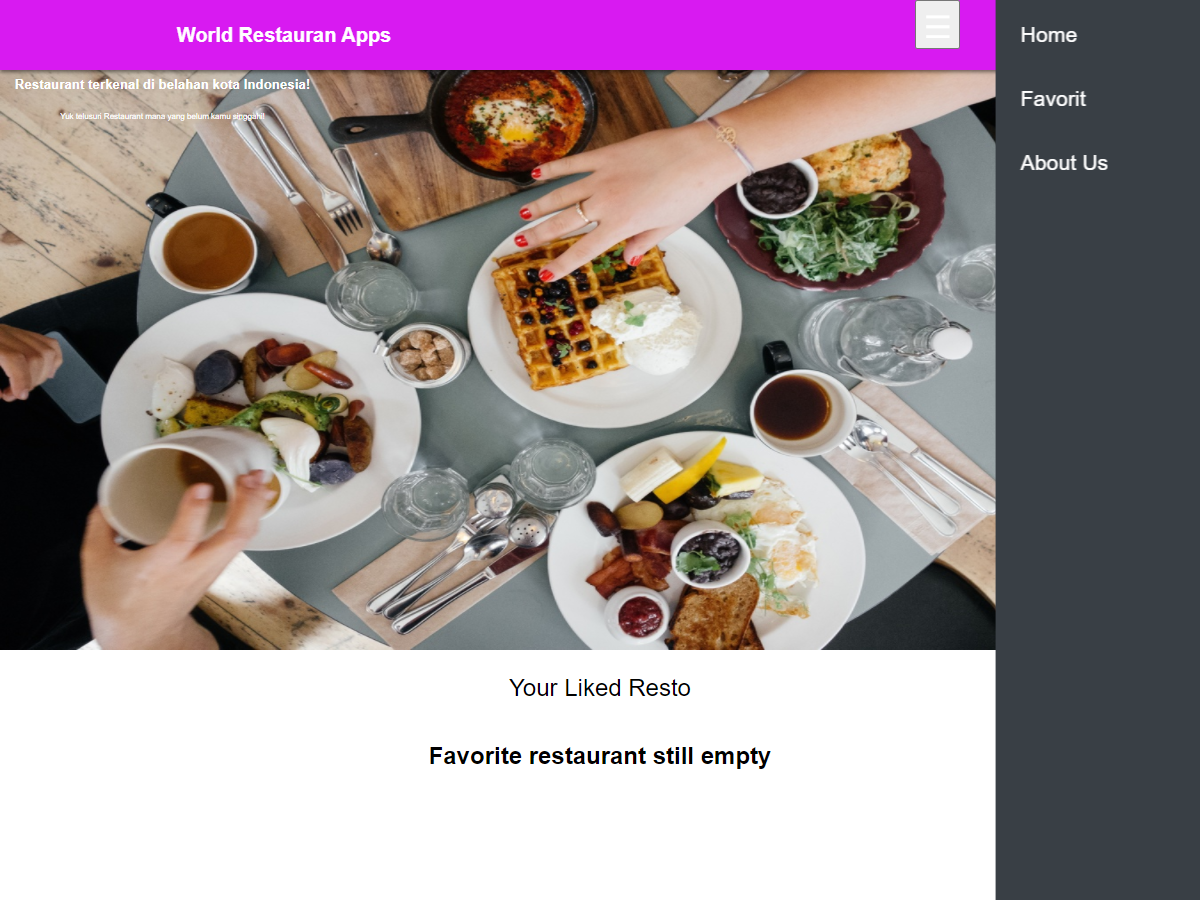 World Restauran Apps
☰
Home
Favorit
About Us
Restaurant terkenal di belahan kota Indonesia!
Yuk telusuri Restaurant mana yang belum kamu singgahi!
Your Liked Resto
Favorite restaurant still empty